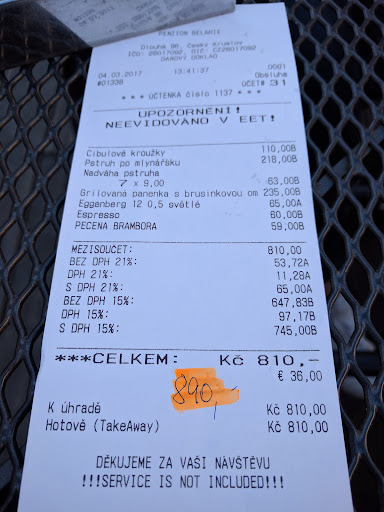 PENZION BELARIE
Dlouhá 96, Český Krumlov
IČO: 28017092, DIČ: CZ28017092
DAŇOVÝ DOKLAD
04.03.2017 13:41:37 0001
#01338 Obsluha
ÚČET# 31
* * * ÚČTENKA číslo 1137 * * *
UPOZORNĚNÍ!
NEEVIDOVÁNO V EET!
Cibulové kroužky 110,00B
Pstruh po mlynářsku 218,00B
Nadváha pstruha
7 x 9,00 63,00B
Grilovaná panenka s brusinkovou om 235,00B
Eggenberg 12 0,5 světlé 65,00A
Espresso 60,00B
PEČENÁ BRAMBORA 59,00B
MEZISOUČET: 810,00
BEZ DPH 21%: 53,72A
DPH 21%: 11,28A
S DPH 21%: 65,00A
BEZ DPH 15%: 647,83B
DPH 15%: 97,17B
S DPH 15%: 745,00B
***CELKEM: Kč 810,-
€ 36,00
890,-
K úhradě Kč 810,00
Hotově (TakeAway) Kč 810,00
DĚKUJEME ZA VAŠI NÁVŠTĚVU
!!!SERVICE IS NOT INCLUDED!!!